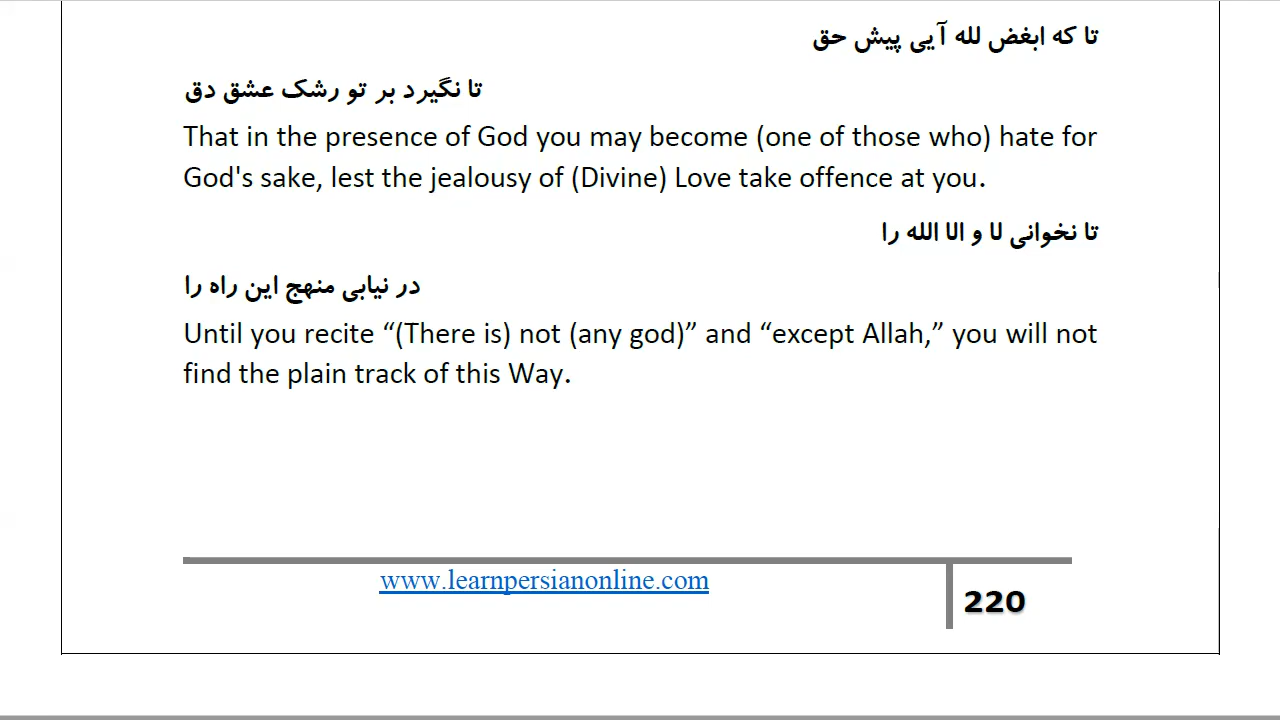 تا که ابغض لله آیی پیش حق
تا نگیرد بر تو رشک عشق دق
That in the presence of God you may become (one of those who) hate for
God's sake, lest the jealousy of (Divine) Love take offence at you.
تا نخوانی لا و الا الله را
در نیابی منهج این راه را
Until you recite “(There is) not (any god)” and “except Allah,” you will not
find the plain track of this Way.
www.learnpersianonline.com
220